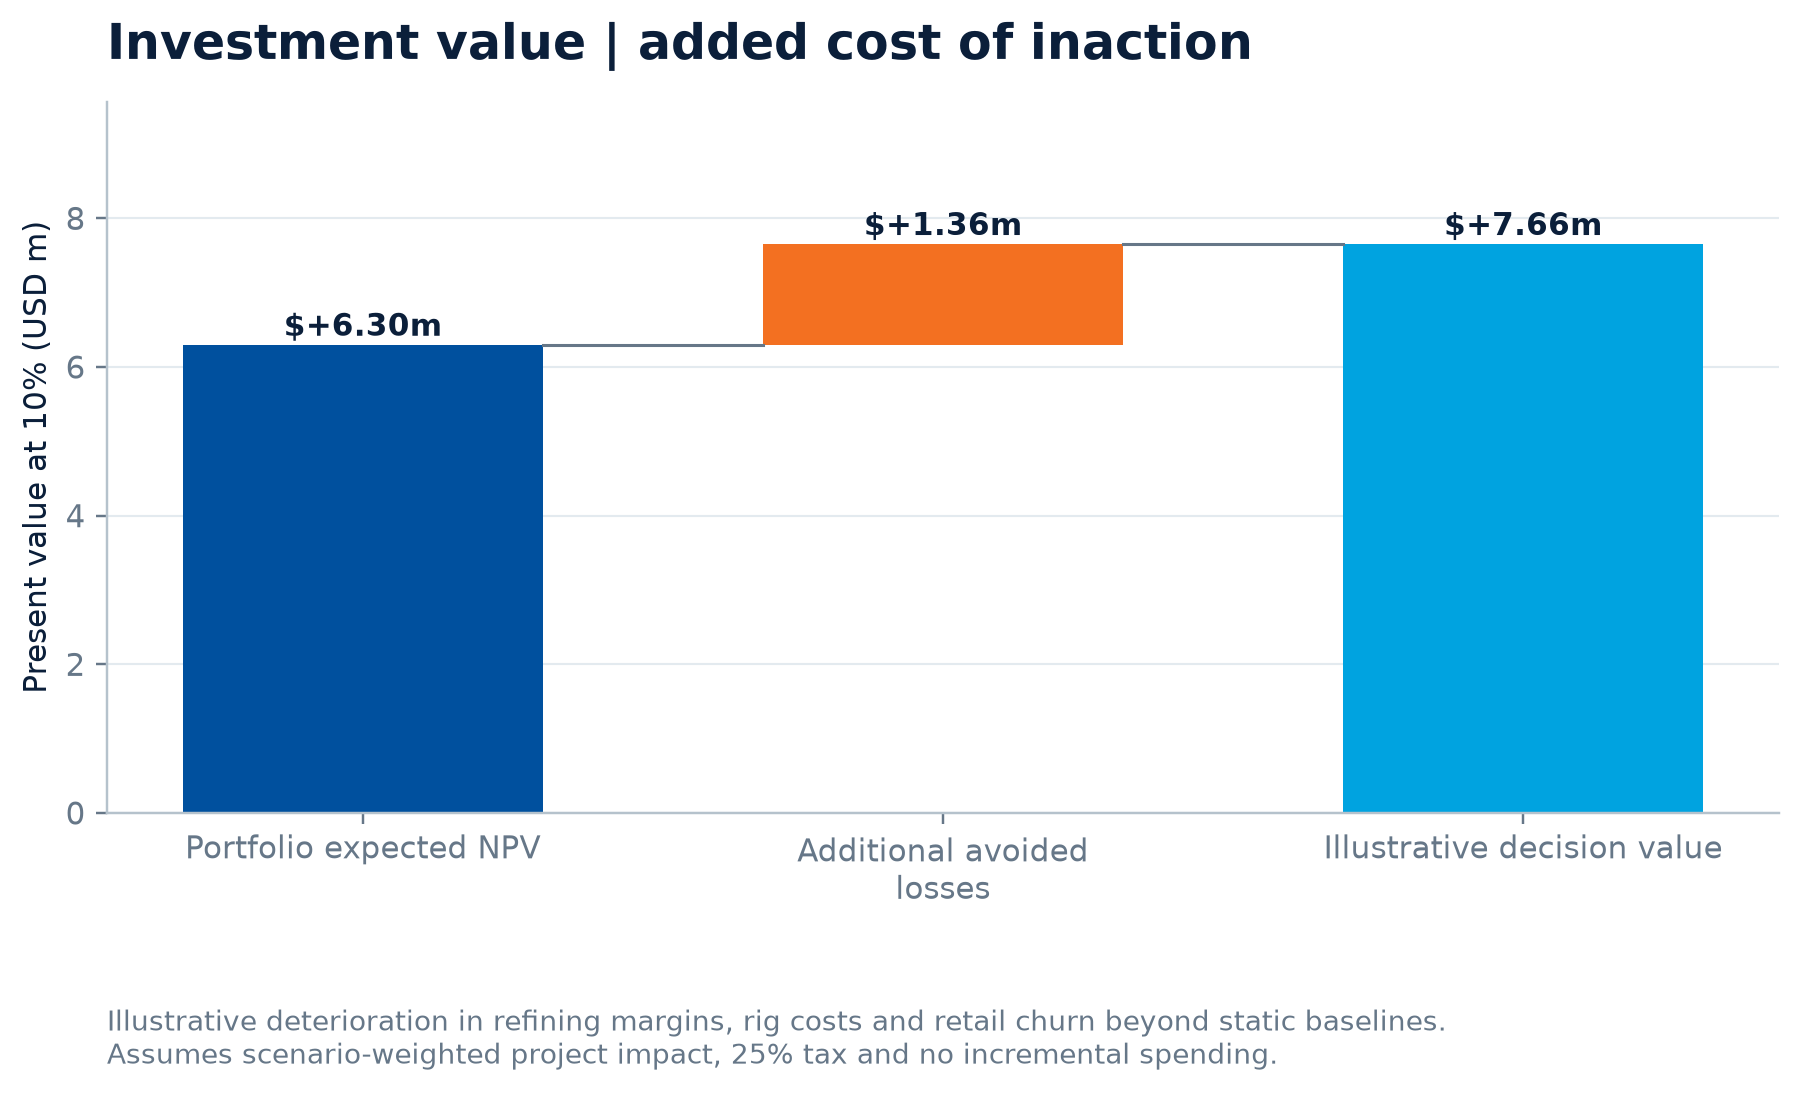 Investment value | added cost of inaction
Present value at 10% (USD m)
8
6
4
2
0
$+6.30m
$+1.36m
$+7.66m
Portfolio expected NPV
Additional avoided
losses
Illustrative decision value
Illustrative deterioration in refining margins, rig costs and retail churn beyond static baselines.
Assumes scenario-weighted project impact, 25% tax and no incremental spending.